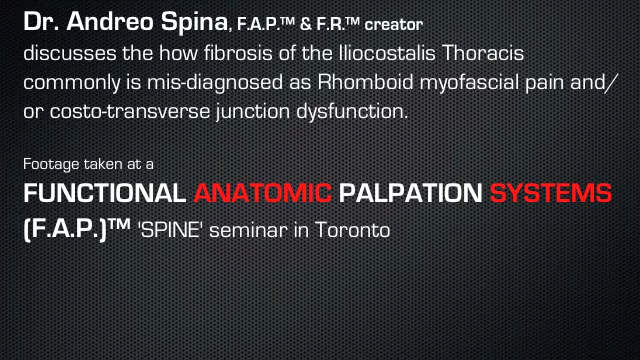 Dr. Andreo Spina, F.A.P.™ & F.R.™ creator
discusses the how fibrosis of the Iliocostalis Thoracis
commonly is mis-diagnosed as Rhomboid myofascial pain and/
or costo-transverse junction dysfunction.
Footage taken at a
FUNCTIONAL ANATOMIC PALPATION SYSTEMS
(F.A.P.)™ 'SPINE' seminar in Toronto